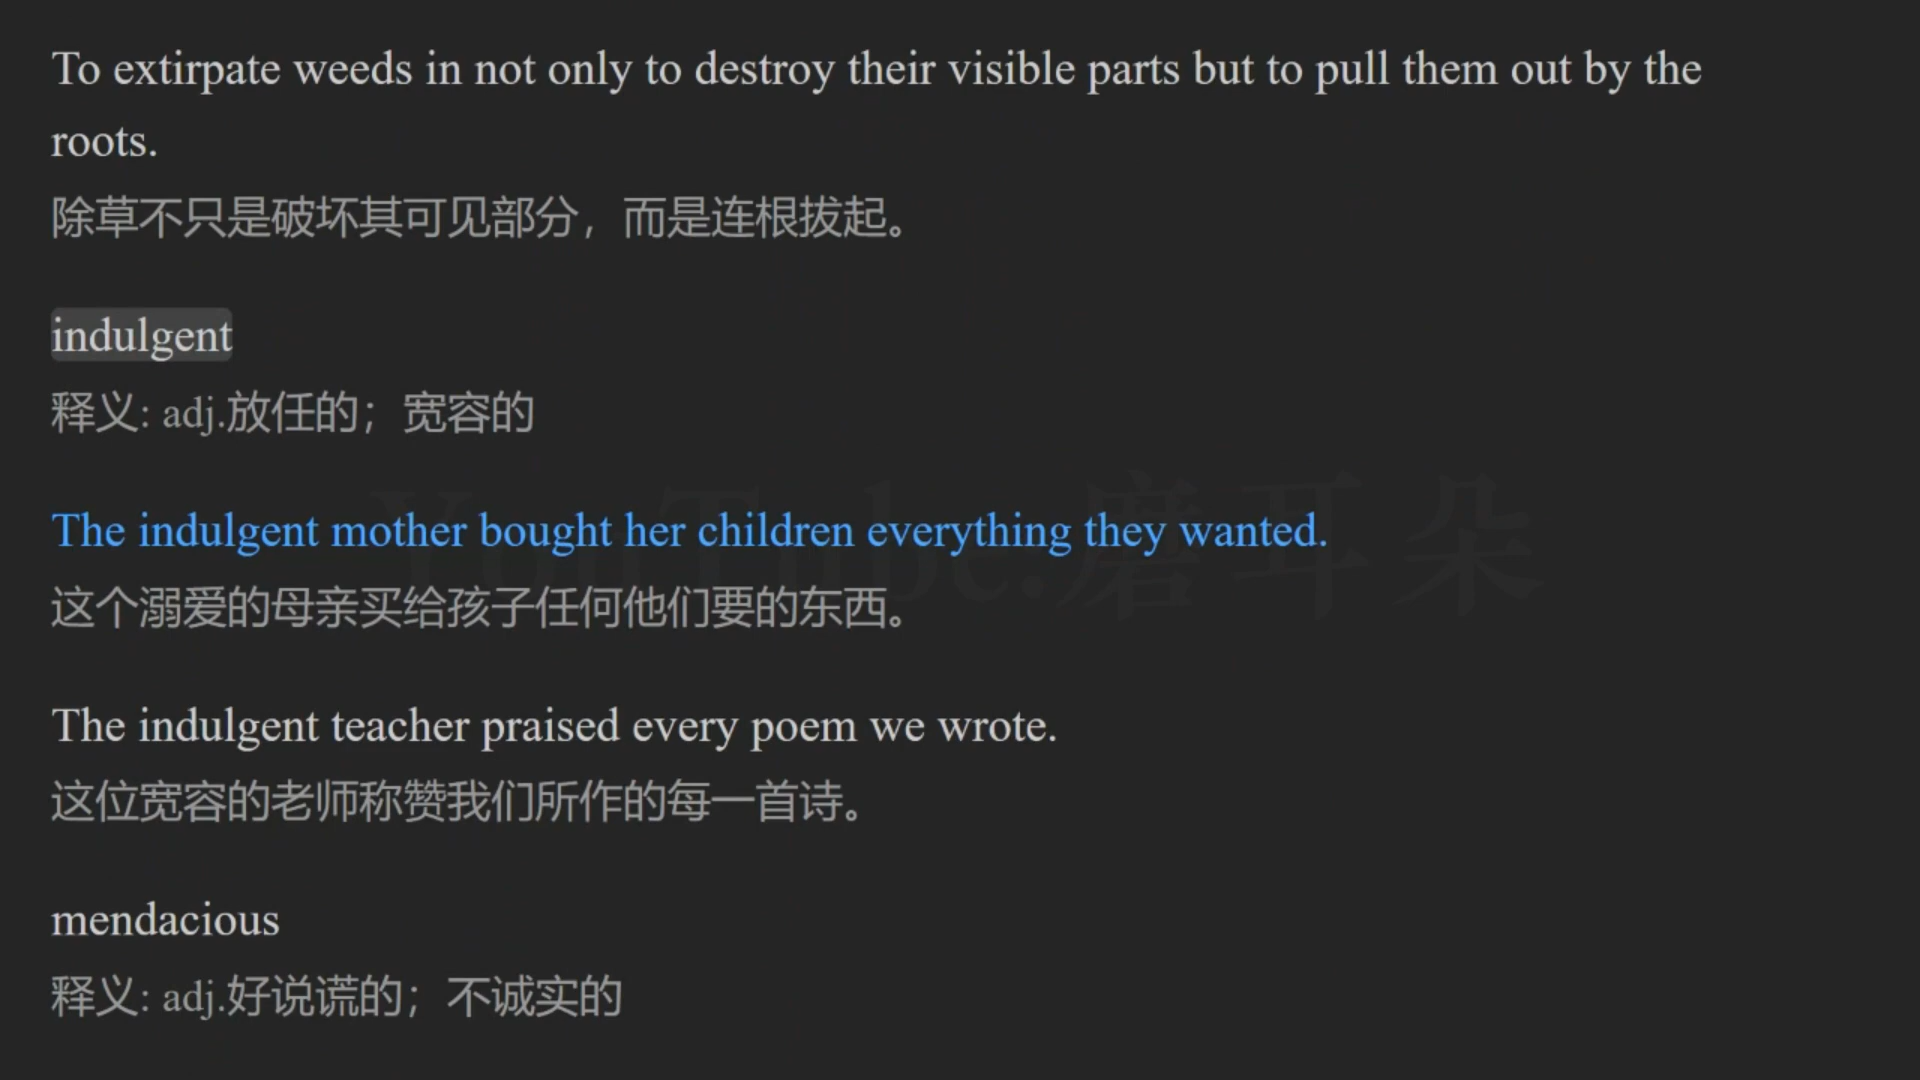 To extirpate weeds in not only to destroy their visible parts but to pull them out by the
roots.
除草不只是破坏其可见部分，而是连根拔起。
indulgent
释义: adj.放任的；宽容的
The indulgent mother bought her children everything they wanted.
YouTube:磨耳朵
这个溺爱的母亲买给孩子任何他们要的东西。
The indulgent teacher praised every poem we wrote.
这位宽容的老师称赞我们所作的每一首诗。
mendacious
释义: adj.好说谎的；不诚实的